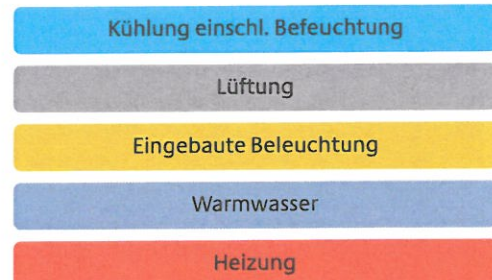 Kühlung einschl. Befeuchtung
Lüftung
Eingebaute Beleuchtung
Warmwasser
Heizung